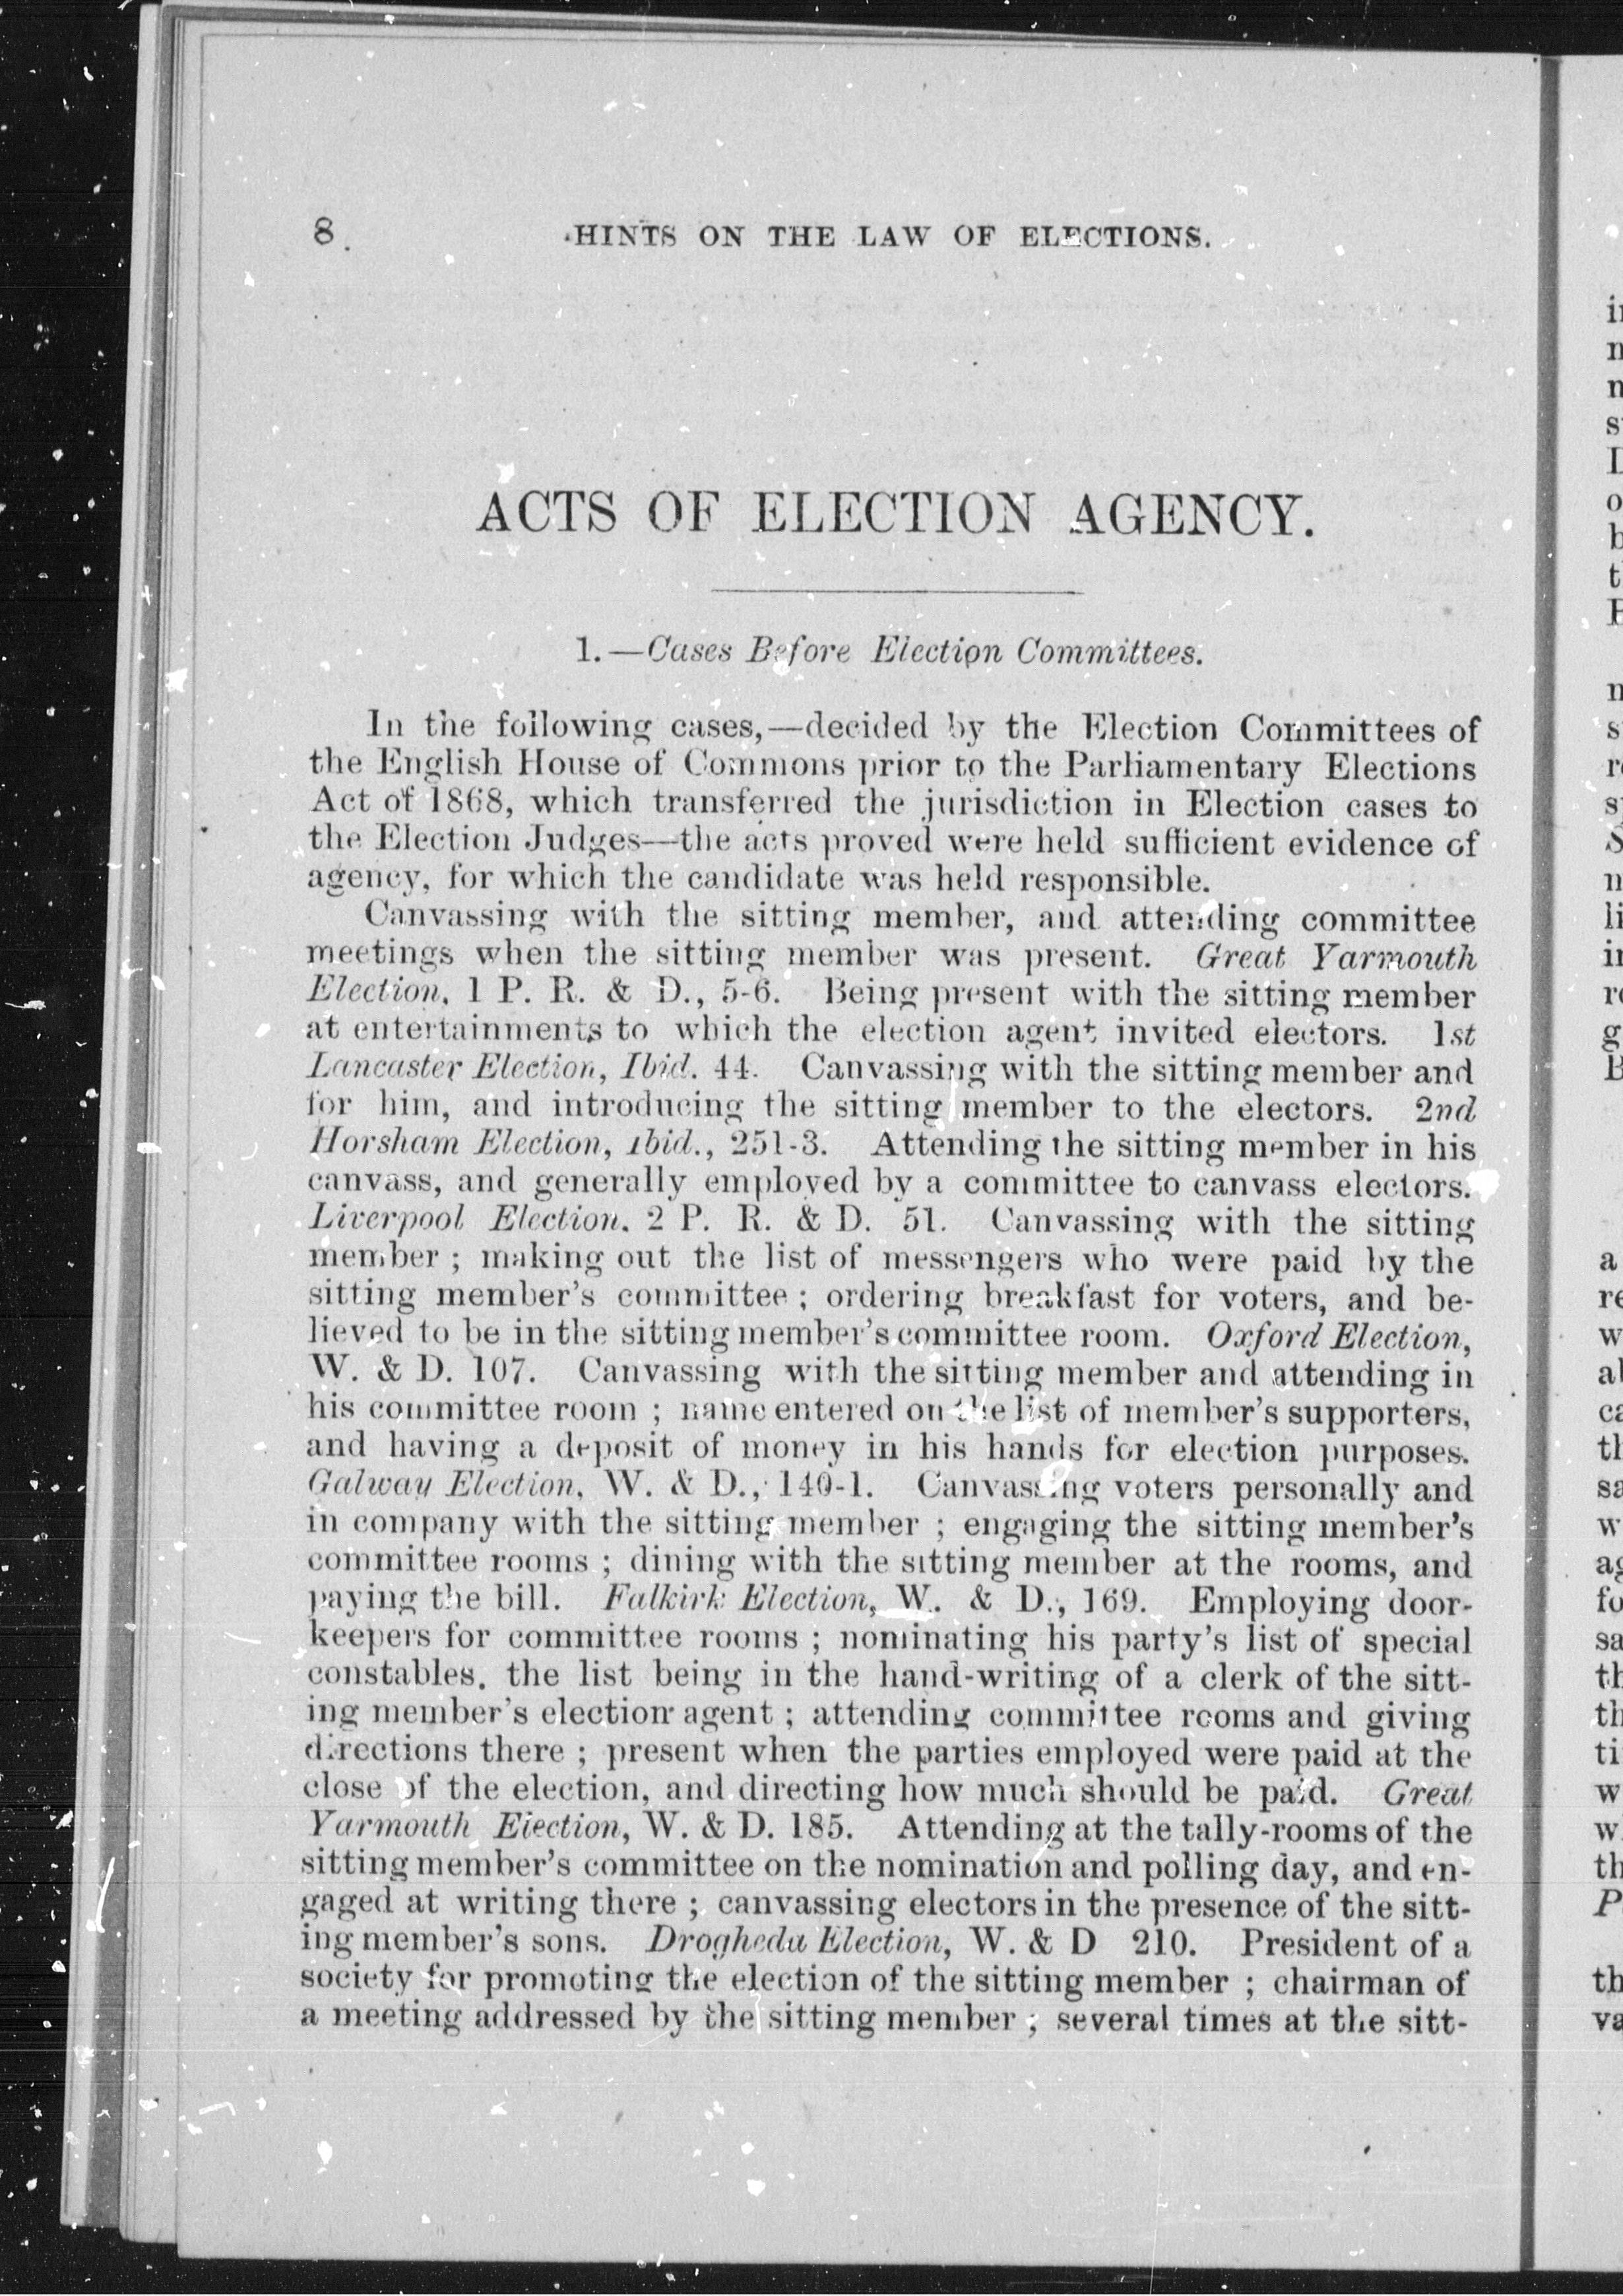 8. HINTS ON THE LAW OF ELECTIONS.
ACTS OF ELECTION AGENCY.
1.—Cases Before Election Committees.
In the following cases,—decided by the Election Committees of
the English House of Commons prior to the Parliamentary Elections
Act of 1868, which transferred the jurisdiction in Election cases to
the Election Judges—the acts proved were held sufficient evidence of
agency, for which the candidate was held responsible.
Canvassing with the sitting member, and attending committee
meetings when the sitting member was present. Great Yarmouth
Election, 1 P. R. & D., 5-6. Being present with the sitting member
at entertainments to which the election agent invited electors. 1st
Lancaster Election, Ibid. 44. Canvassing with the sitting member and
for him, and introducing the sitting member to the electors. 2nd
Horsham Election, ibid., 251-3. Attending the sitting member in his
canvass, and generally employed by a committee to canvass electors.
Liverpool Election, 2 P. R. & D. 51. Canvassing with the sitting
member ; making out the list of messengers who were paid by the
sitting member's committee ; ordering breakfast for voters, and be-
lieved to be in the sitting member's committee room. Oxford Election,
W. & D. 107. Canvassing with the sitting member and attending in
his committee room ; name entered on the list of member's supporters,
and having a deposit of money in his hands for election purposes.
Galway Election, W. & D., 140-1. Canvassing voters personally and
in company with the sitting member ; engaging the sitting member's
committee rooms ; dining with the sitting member at the rooms, and
paying the bill. Falkirk Election, W. & D., 169. Employing door-
keepers for committee rooms ; nominating his party's list of special
constables, the list being in the hand-writing of a clerk of the sitt-
ing member's election agent ; attending committee rooms and giving
directions there ; present when the parties employed were paid at the
close of the election, and directing how much should be paid. Great
Yarmouth Election, W. & D. 185. Attending at the tally-rooms of the
sitting member's committee on the nomination and polling day, and en-
gaged at writing there ; canvassing electors in the presence of the sitt-
ing member's sons. Drogheda Election, W. & D 210. President of a
society for promoting the election of the sitting member ; chairman of
a meeting addressed by the sitting member ; several times at the sitt-